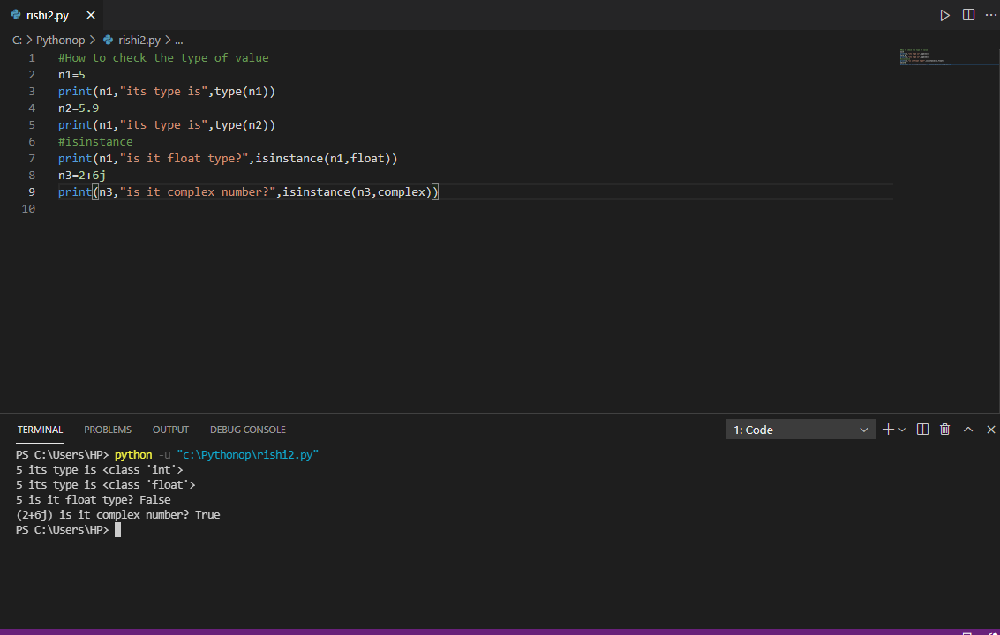 rishi2.py
C: > Pythonop > rishi2.py > ...
1 #How to check the type of value
2 n1=5
3 print(n1,"its type is",type(n1))
4 n2=5.9
5 print(n1,"its type is",type(n2))
6 #isinstance
7 print(n1,"is it float type?",isinstance(n1,float))
8 n3=2+6j
9 print(n3,"is it complex number?",isinstance(n3,complex))
10
TERMINAL PROBLEMS OUTPUT DEBUG CONSOLE 1: Code
PS C:\Users\HP> python -u "c:\Pythonop\rishi2.py"
5 its type is <class 'int'>
5 its type is <class 'float'>
5 is it float type? False
(2+6j) is it complex number? True
PS C:\Users\HP>